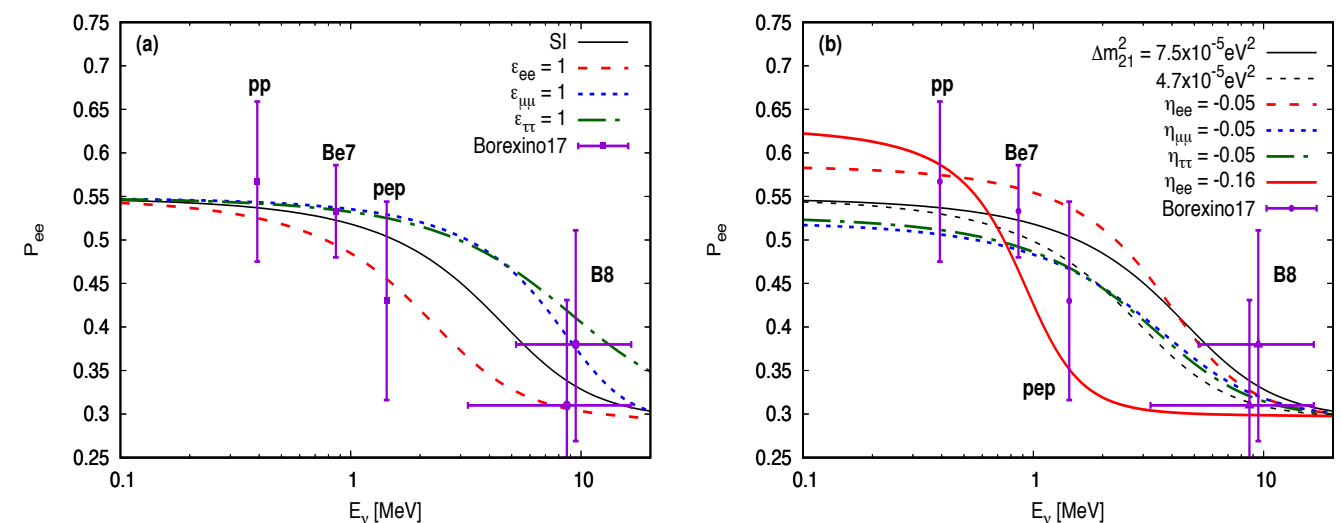 (a)
SI
ε_ee = 1
ε_μμ = 1
ε_ττ = 1
Borexino17
pp
Be7
pep
B8
P_ee
0.75
0.7
0.65
0.6
0.55
0.5
0.45
0.4
0.35
0.3
0.25
0.1 1 10
E_ν [MeV]
(b)
Δm²₂₁ = 7.5x10⁻⁵eV²
4.7x10⁻⁵eV²
η_ee = -0.05
η_μμ = -0.05
η_ττ = -0.05
η_ee = -0.16
Borexino17
pp
Be7
B8
pep
P_ee
0.75
0.7
0.65
0.6
0.55
0.5
0.45
0.4
0.35
0.3
0.25
0.1 1 10
E_ν [MeV]